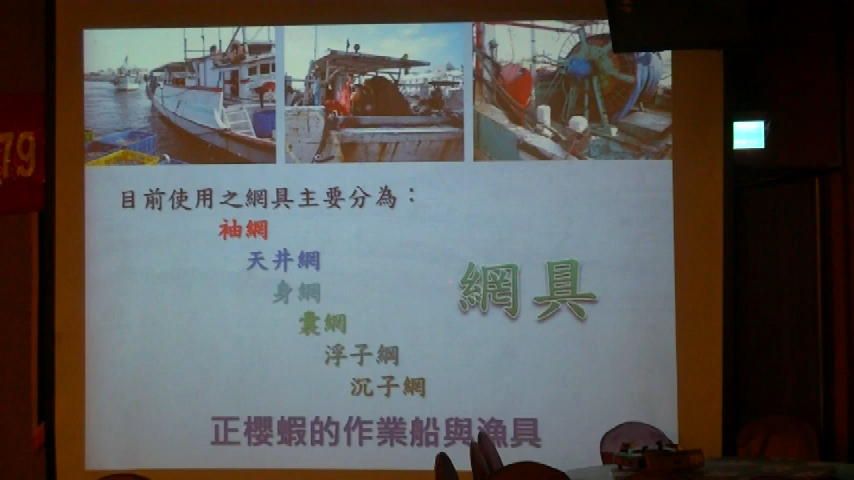 79
目前使用之網具主要分為：
袖網
天井網
身網
囊網
浮子網
沉子網
網具
正櫻蝦的作業船與漁具